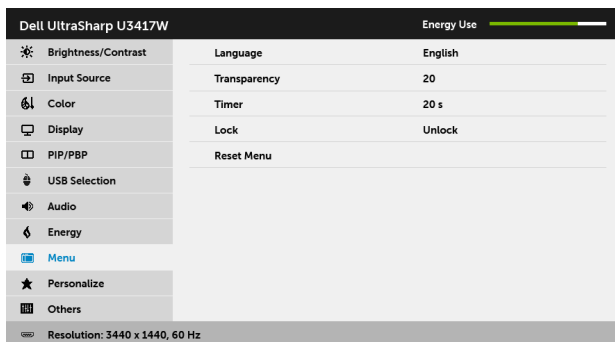 Dell UltraSharp U3417W Energy Use
Brightness/Contrast Language English
Input Source Transparency 20
Color Timer 20 s
Display Lock Unlock
PIP/PBP Reset Menu
USB Selection
Audio
Energy
Menu
Personalize
Others
Resolution: 3440 x 1440, 60 Hz